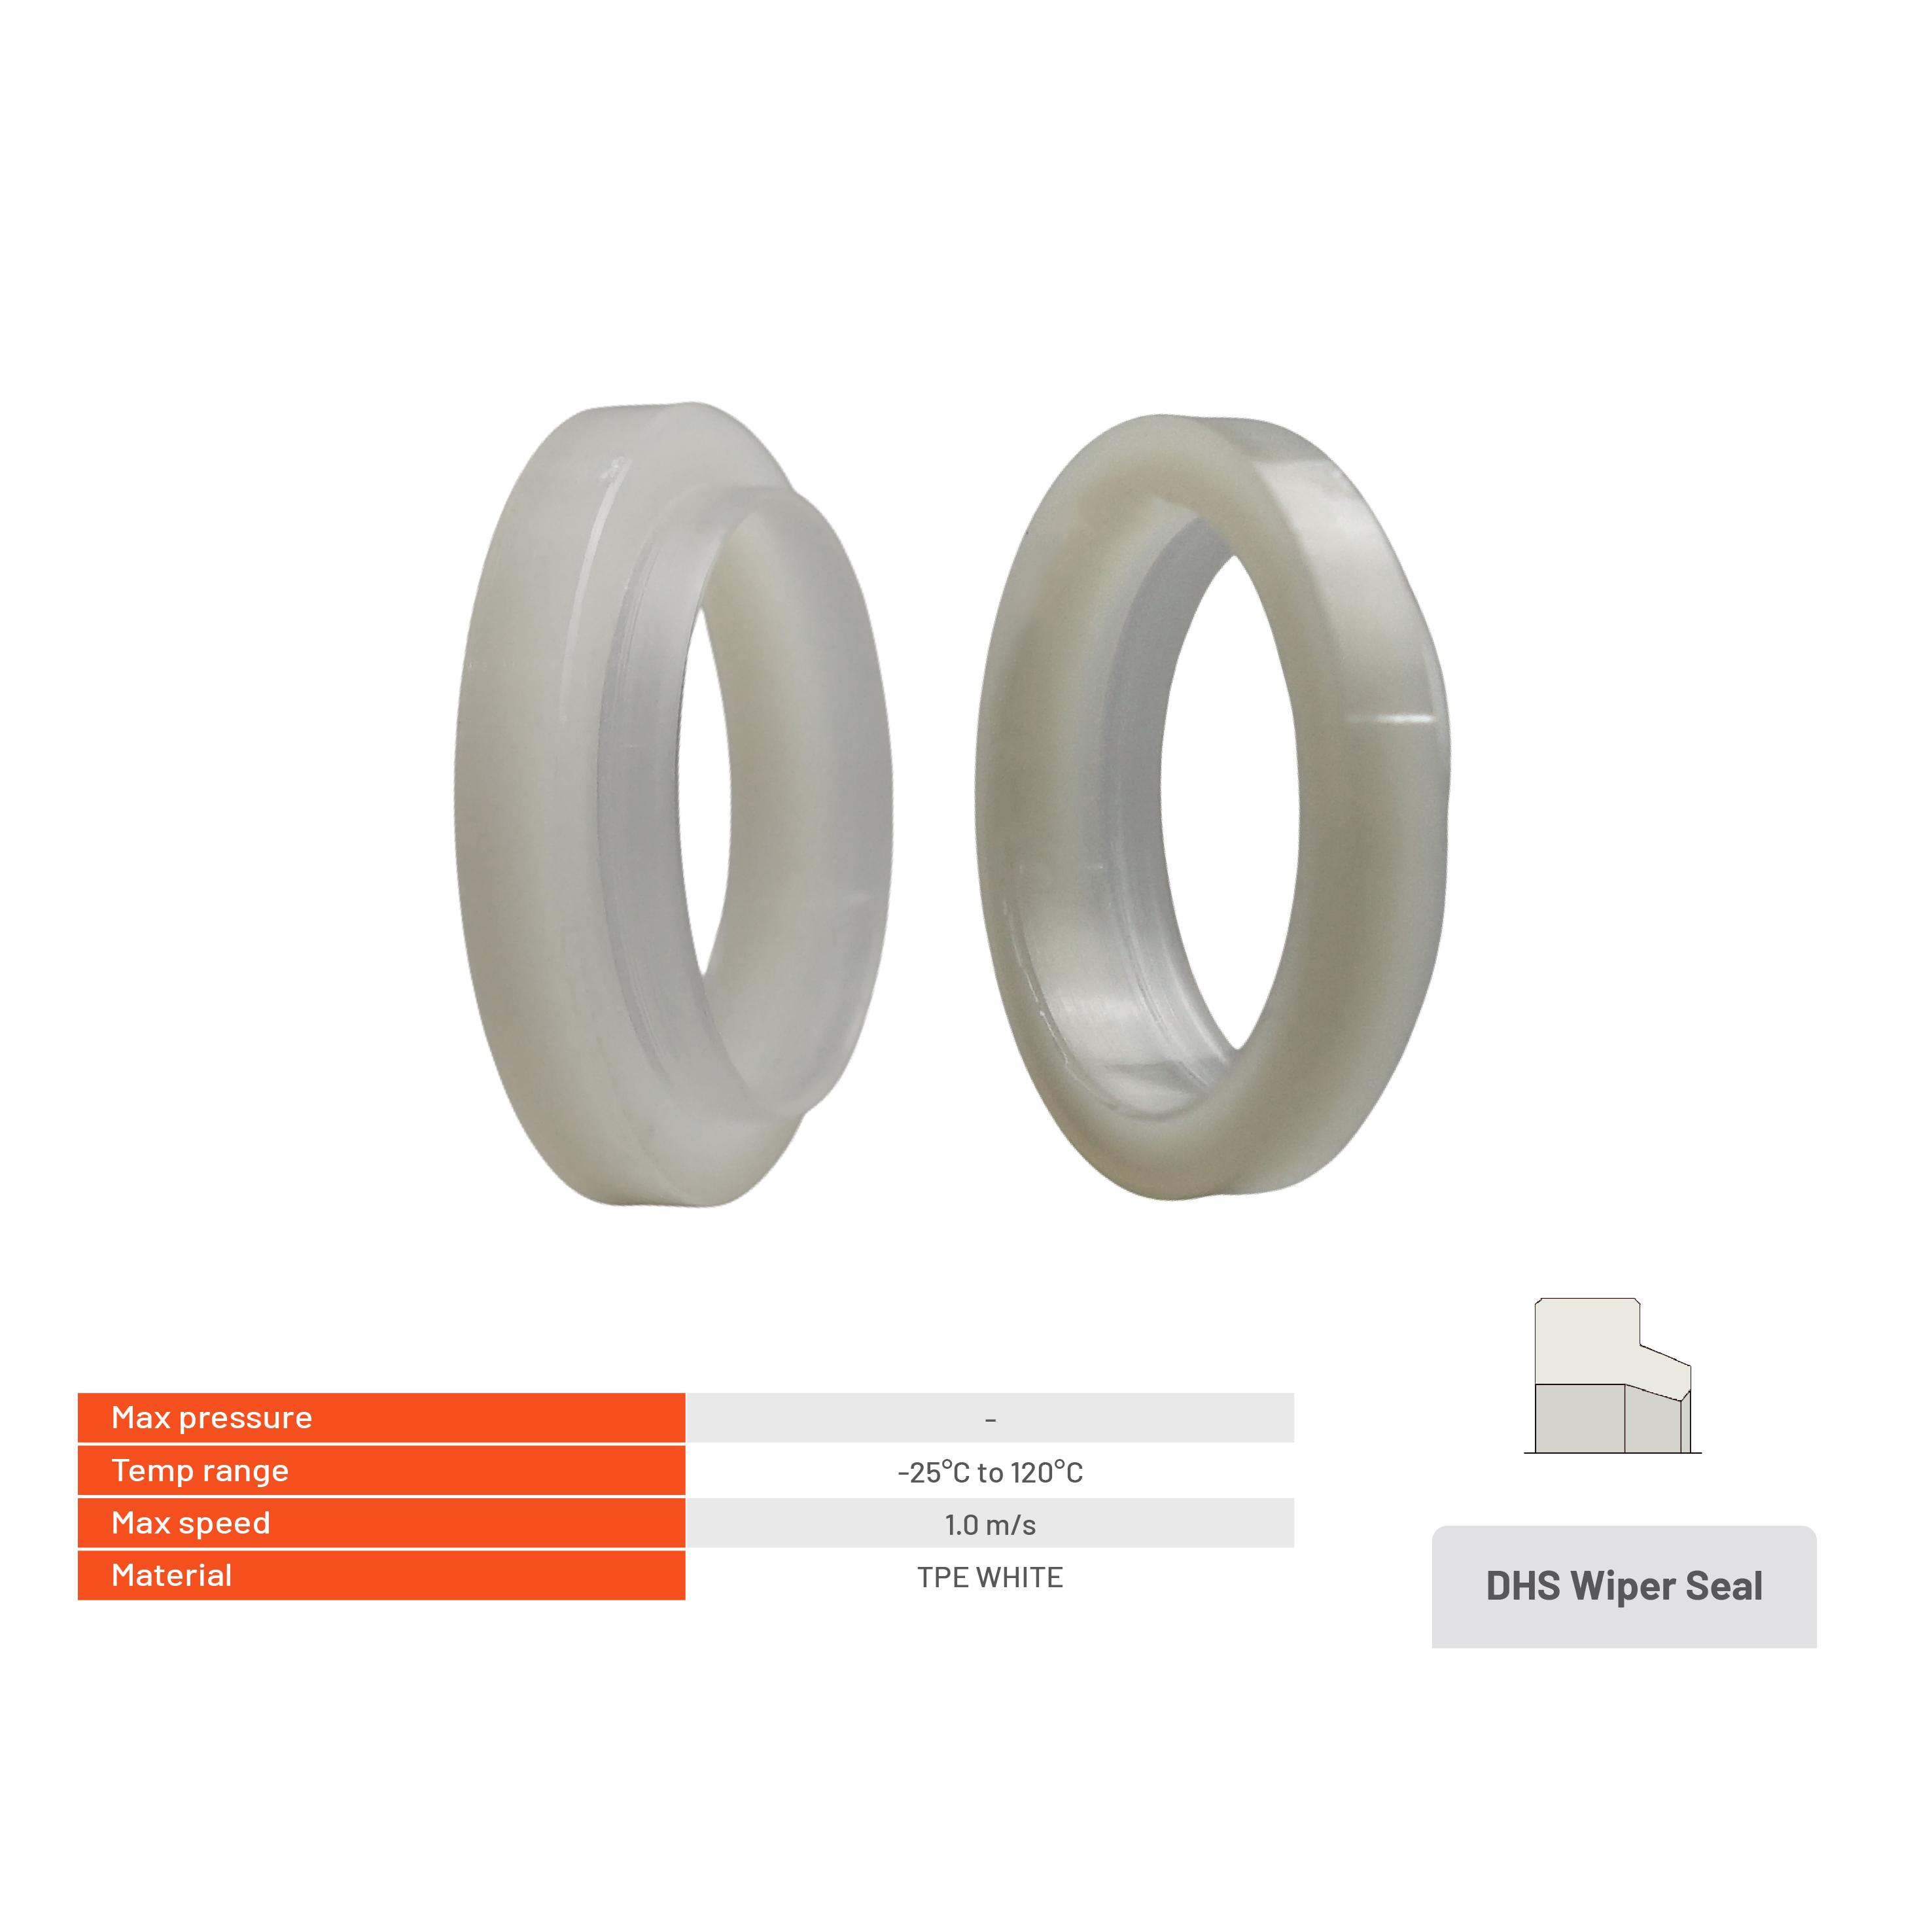 Max pressure -
Temp range -25°C to 120°C
Max speed 1.0 m/s
Material TPE WHITE
DHS Wiper Seal